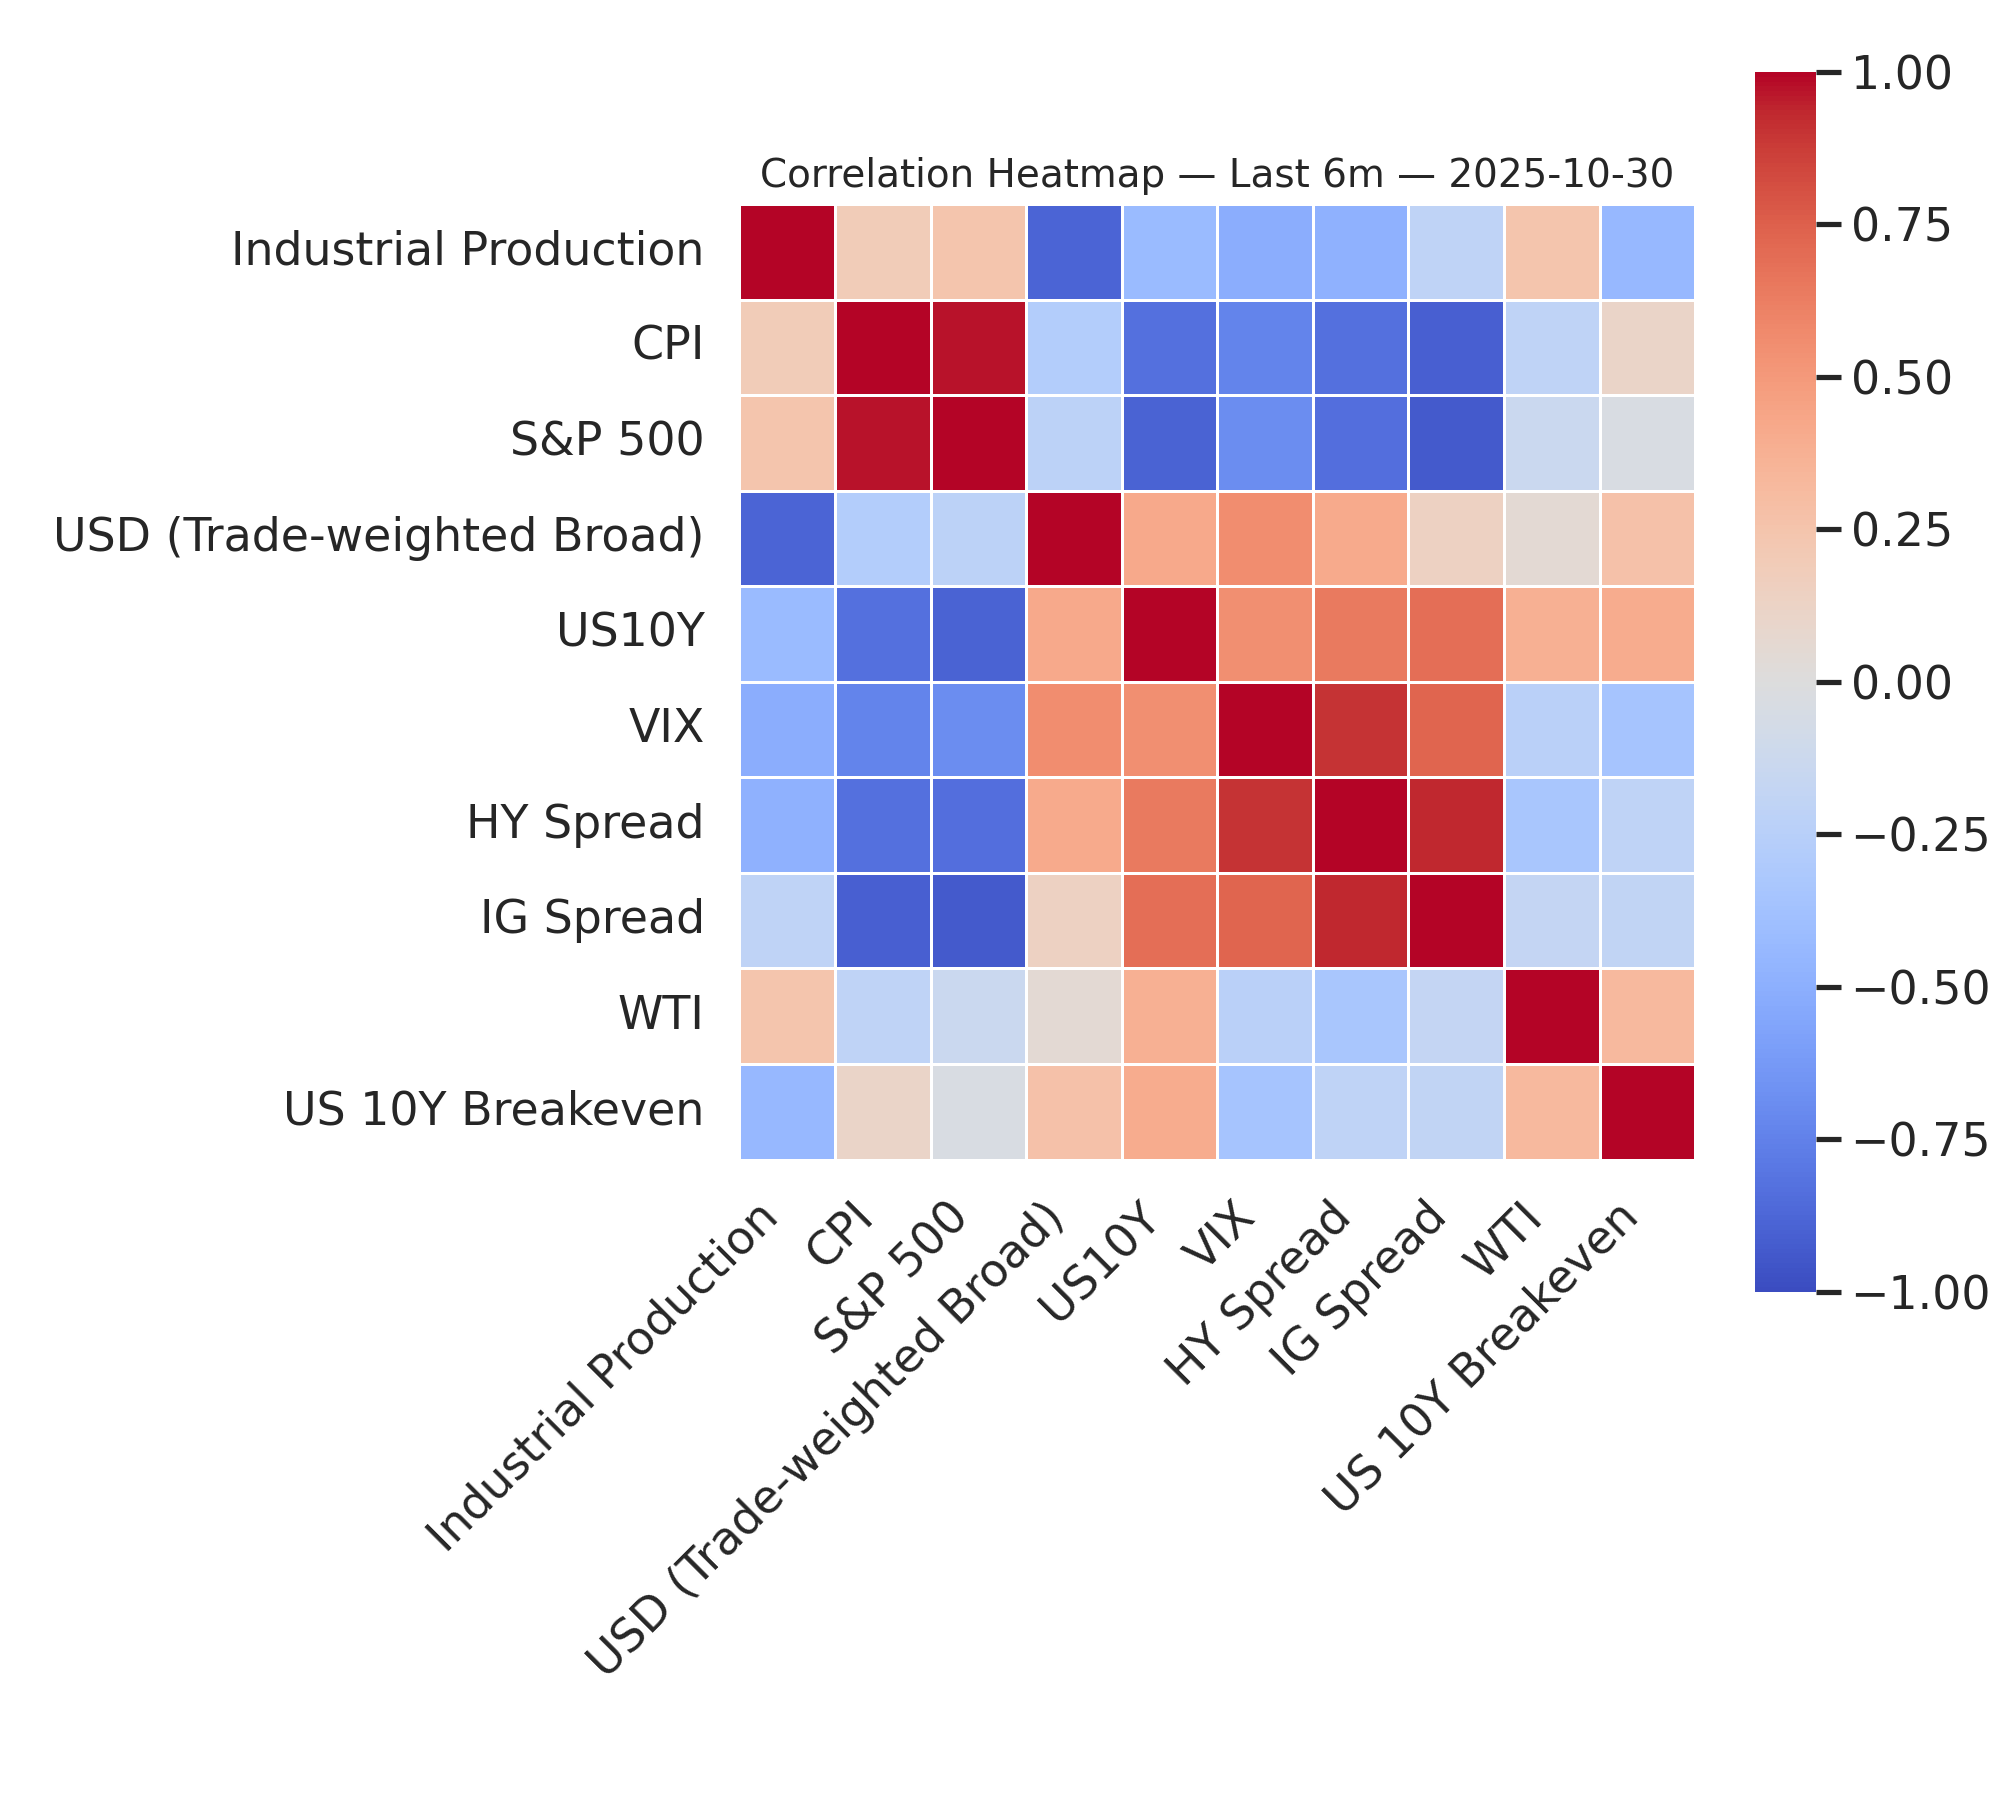 Correlation Heatmap — Last 6m — 2025-10-30
Industrial Production
CPI
S&P 500
USD (Trade-weighted Broad)
US10Y
VIX
HY Spread
IG Spread
WTI
US 10Y Breakeven
Industrial Production
CPI
S&P 500
USD (Trade-weighted Broad)
US10Y
VIX
HY Spread
IG Spread
WTI
US 10Y Breakeven
1.00
0.75
0.50
0.25
0.00
−0.25
−0.50
−0.75
−1.00